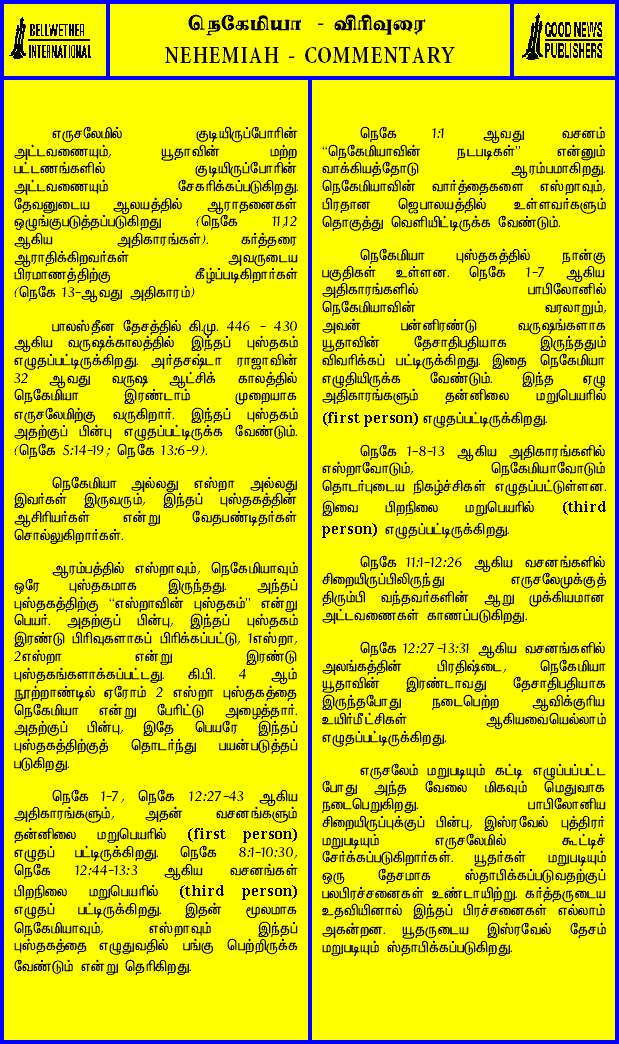 BELLWETHER
INTERNATIONAL
நெகேமியா - விரிவுரை
NEHEMIAH - COMMENTARY
GOOD NEWS
PUBLISHERS
எருசலேமில் குடியிருப்போரின்
அட்டவணையும், யூதாவின் மற்ற
பட்டணங்களில் குடியிருப்போரின்
அட்டவணையும் சேகரிக்கப்படுகிறது.
தேவனுடைய ஆலயத்தில் ஆராதனைகள்
ஒழுங்குபடுத்தப்படுகிறது (நெகே 11,12
ஆகிய அதிகாரங்கள்). கர்த்தரை
ஆராதிக்கிறவர்கள் அவருடைய
பிரமாணத்திற்கு கீழ்ப்படிகிறார்கள்
(நெகே 13-ஆவது அதிகாரம்)
பாலஸ்தீன தேசத்தில் கி.மு. 446 - 430
ஆகிய வருஷக்காலத்தில் இந்தப் புஸ்தகம்
எழுதப்பட்டிருக்கிறது. அர்தசஷ்டா ராஜாவின்
32 ஆவது வருஷ ஆட்சிக் காலத்தில்
நெகேமியா இரண்டாம் முறையாக
எருசலேமிற்கு வருகிறார். இந்தப் புஸ்தகம்
அதற்குப் பின்பு எழுதப்பட்டிருக்க வேண்டும்.
(நெகே 5:14-19; நெகே 13:6-9).
நெகேமியா அல்லது எஸ்றா அல்லது
இவர்கள் இருவரும், இந்தப் புஸ்தகத்தின்
ஆசிரியர்கள் என்று வேதபண்டிதர்கள்
சொல்லுகிறார்கள்.
ஆரம்பத்தில் எஸ்றாவும், நெகேமியாவும்
ஒரே புஸ்தகமாக இருந்தது. அந்தப்
புஸ்தகத்திற்கு “எஸ்றாவின் புஸ்தகம்” என்று
பெயர். அதற்குப் பின்பு, இந்தப் புஸ்தகம்
இரண்டு பிரிவுகளாகப் பிரிக்கப்பட்டு, 1எஸ்றா,
2எஸ்றா என்று இரண்டு
புஸ்தகங்களாக்கப்பட்டது. கி.பி. 4 ஆம்
நூற்றாண்டில் ஏரோம் 2 எஸ்றா புஸ்தகத்தை
நெகேமியா என்று பேரிட்டு அழைத்தார்.
அதற்குப் பின்பு, இதே பெயரே இந்தப்
புஸ்தகத்திற்குத் தொடர்ந்து பயன்படுத்தப்
படுகிறது.
நெகே 1-7, நெகே 12:27-43 ஆகிய
அதிகாரங்களும், அதன் வசனங்களும்
தன்னிலை மறுபெயரில் (first person)
எழுதப் பட்டிருக்கிறது. நெகே 8:1-10:30,
நெகே 12:44-13:3 ஆகிய வசனங்கள்
பிறநிலை மறுபெயரில் (third person)
எழுதப் பட்டிருக்கிறது. இதன் மூலமாக
நெகேமியாவும், எஸ்றாவும் இந்தப்
புஸ்தகத்தை எழுதுவதில் பங்கு பெற்றிருக்க
வேண்டும் என்று தெரிகிறது.
நெகே 1:1 ஆவது வசனம்
“நெகேமியாவின் நடபடிகள்” என்னும்
வாக்கியத்தோடு ஆரம்பமாகிறது.
நெகேமியாவின் வார்த்தைகளை எஸ்றாவும்,
பிரதான ஜெபாலயத்தில் உள்ளவர்களும்
தொகுத்து வெளியிட்டிருக்க வேண்டும்.
நெகேமியா புஸ்தகத்தில் நான்கு
பகுதிகள் உள்ளன. நெகே 1-7 ஆகிய
அதிகாரங்களில் பாபிலோனில்
நெகேமியாவின் வரலாறும்,
அவன் பன்னிரண்டு வருஷங்களாக
யூதாவின் தேசாதிபதியாக இருந்ததும்
விவரிக்கப் பட்டிருக்கிறது. இதை நெகேமியா
எழுதியிருக்க வேண்டும். இந்த ஏழு
அதிகாரங்களும் தன்னிலை மறுபெயரில்
(first person) எழுதப்பட்டிருக்கிறது.
நெகே 1-8-13 ஆகிய அதிகாரங்களில்
எஸ்றாவோடும், நெகேமியாவோடும்
தொடர்புடைய நிகழ்ச்சிகள் எழுதப்பட்டுள்ளன.
இவை பிறநிலை மறுபெயரில் (third
person) எழுதப்பட்டிருக்கிறது.
நெகே 11:1-12:26 ஆகிய வசனங்களில்
சிறையிருப்பிலிருந்து எருசலேமுக்குத்
திரும்பி வந்தவர்களின் ஆறு முக்கியமான
அட்டவணைகள் காணப்படுகிறது.
நெகே 12:27-13:31 ஆகிய வசனங்களில்
அலங்கத்தின் பிரதிஷ்டை, நெகேமியா
யூதாவின் இரண்டாவது தேசாதிபதியாக
இருந்தபோது நடைபெற்ற ஆவிக்குரிய
உயிர்மீட்சிகள் ஆகியவையெல்லாம்
எழுதப்பட்டிருக்கிறது.
எருசலேம் மறுபடியும் கட்டி எழுப்பப்பட்ட
போது அந்த வேலை மிகவும் மெதுவாக
நடைபெறுகிறது. பாபிலோனிய
சிறையிருப்புக்குப் பின்பு, இஸ்ரவேல் புத்திரர்
மறுபடியும் எருசலேமில் கூட்டிச்
சேர்க்கப்படுகிறார்கள். யூதர்கள் மறுபடியும்
ஒரு தேசமாக ஸ்தாபிக்கப்படுவதற்குப்
பலபிரச்சனைகள் உண்டாயிற்று. கர்த்தருடைய
உதவியினால் இந்தப் பிரச்சனைகள் எல்லாம்
அகன்றன. யூதருடைய இஸ்ரவேல் தேசம்
மறுபடியும் ஸ்தாபிக்கப்படுகிறது.